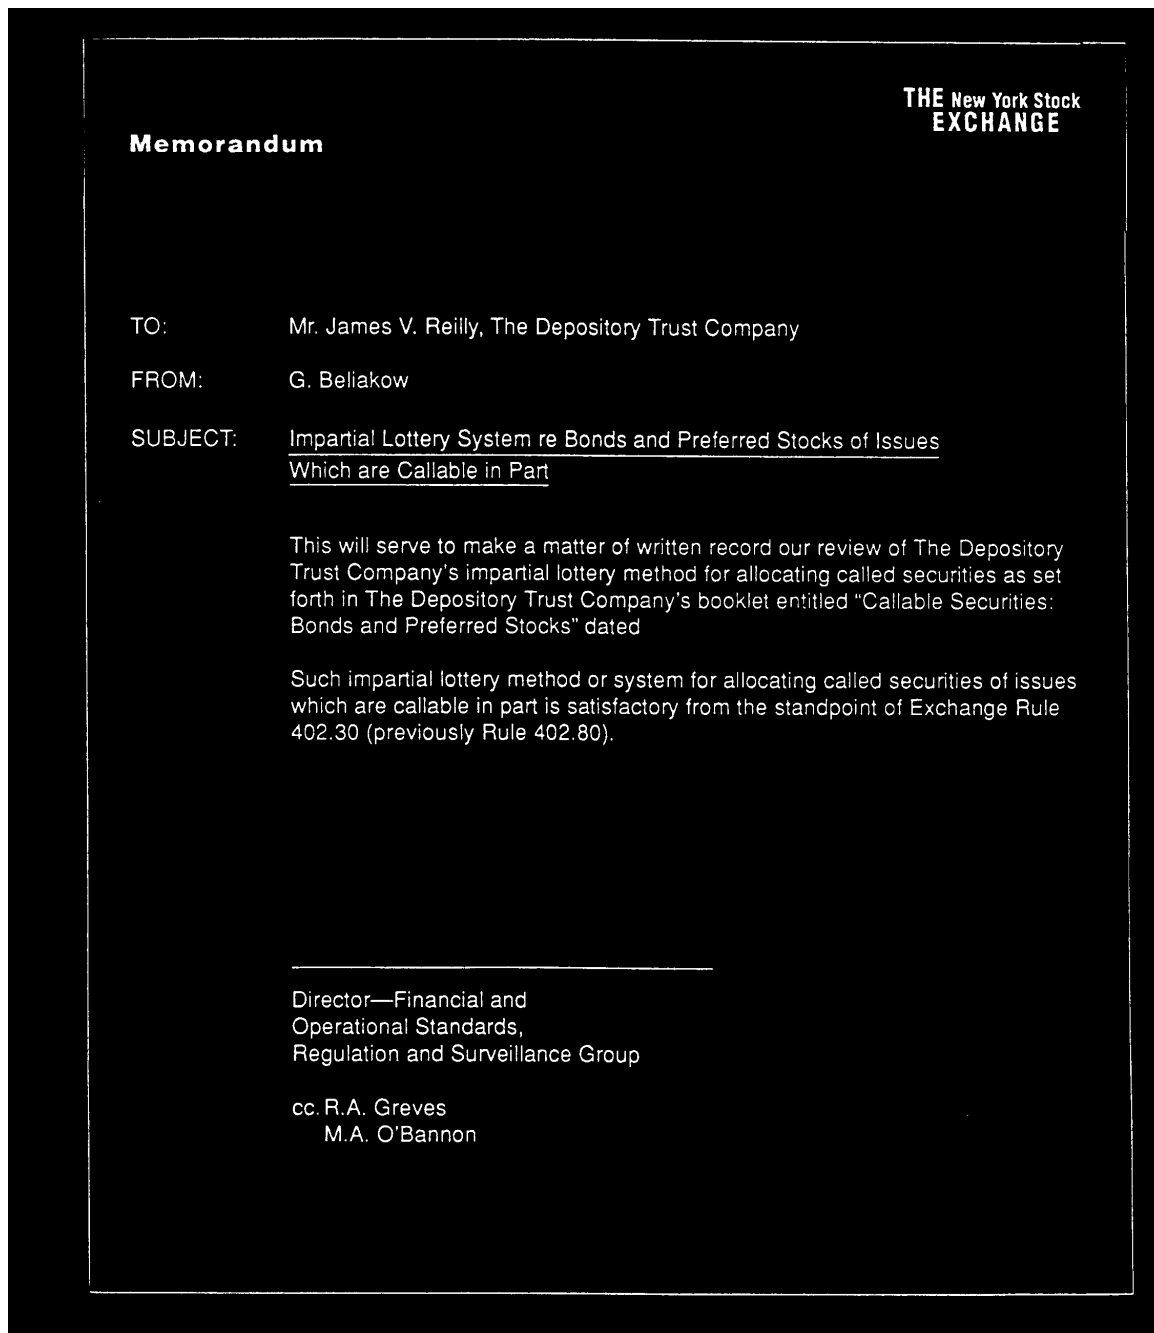 THE New York Stock
EXCHANGE
Memorandum
TO: Mr. James V. Reilly, The Depository Trust Company
FROM: G. Beliakow
SUBJECT: Impartial Lottery System re Bonds and Preferred Stocks of Issues
Which are Callable in Part
This will serve to make a matter of written record our review of The Depository
Trust Company's impartial lottery method for allocating called securities as set
forth in The Depository Trust Company's booklet entitled "Callable Securities:
Bonds and Preferred Stocks" dated
Such impartial lottery method or system for allocating called securities of issues
which are callable in part is satisfactory from the standpoint of Exchange Rule
402.30 (previously Rule 402.80).
Director—Financial and
Operational Standards,
Regulation and Surveillance Group
cc. R.A. Greves
M.A. O'Bannon